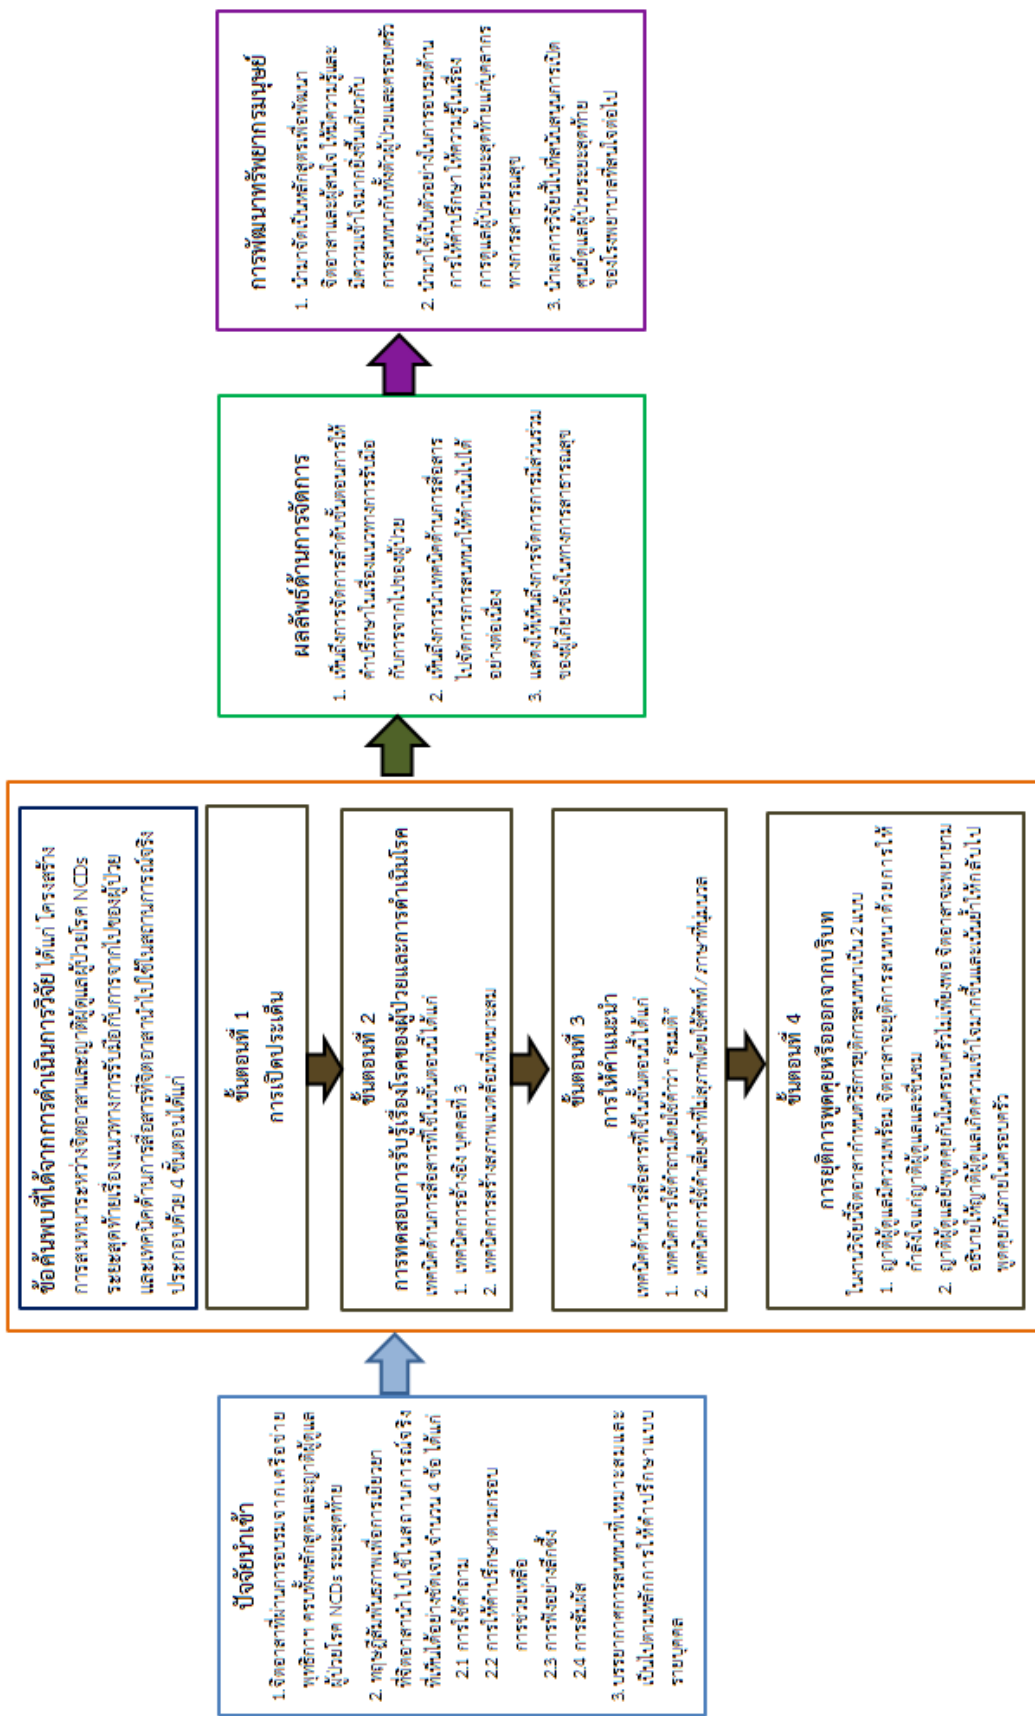 ปัจจัยนำเข้า
1.จิตอาสาที่ผ่านการอบรมจากเครือข่าย
พุทธิกาฯ ครบทั้งหลักสูตรและญาติผู้ดูแล
ผู้ป่วยโรค NCDs ระยะสุดท้าย
2. ทฤษฎีสัมพันธภาพเพื่อการเยียวยา
ที่จิตอาสานำไปใช้ในสถานการณ์จริง
ที่เห็นได้อย่างชัดเจน จำนวน 4 ข้อ ได้แก่
2.1 การใช้คำถาม
2.2 การให้คำปรึกษาตามกรอบ
การช่วยเหลือ
2.3 การฟังอย่างลึกซึ้ง
2.4 การสัมผัส
3. บรรยากาศการสนทนาที่เหมาะสมและ
เป็นไปตามหลักการให้คำปรึกษาแบบ
รายบุคคล
ข้อค้นพบที่ได้จากการดำเนินการวิจัย ได้แก่ โครงสร้าง
การสนทนาระหว่างจิตอาสาและญาติผู้ดูแลผู้ป่วยโรค NCDs
ระยะสุดท้ายเรื่องแนวทางการรับมือกับการจากไปของผู้ป่วย
และเทคนิคด้านการสื่อสารที่จิตอาสานำไปใช้ในสถานการณ์จริง
ประกอบด้วย 4 ขั้นตอนได้แก่
ขั้นตอนที่ 1
การเปิดประเด็น
ขั้นตอนที่ 2
การทดสอบการรับรู้เรื่องโรคของผู้ป่วยและการดำเนินโรค
เทคนิคด้านการสื่อสารที่ใช้ในขั้นตอนนี้ได้แก่
1. เทคนิคการอ้างอิง บุคคลที่ 3
2. เทคนิคการสร้างสภาพแวดล้อมที่เหมาะสม
ขั้นตอนที่ 3
การให้คำแนะนำ
เทคนิคด้านการสื่อสารที่ใช้ในขั้นตอนนี้ได้แก่
1. เทคนิคการใช้คำถามโดยใช้คำว่า “สมมติ”
2. เทคนิคการใช้คำเลี่ยงคำที่ไม่สุภาพโดยใช้ศัพท์ / ภาษาที่นุ่มนวล
ขั้นตอนที่ 4
การยุติการพูดคุยหรือออกจากบริบท
ในงานวิจัยนี้จิตอาสากำหนดวิธีการยุติการสนทนาเป็น 2 แบบ
1. ญาติผู้ดูแลมีความพร้อม จิตอาสาจะยุติการสนทนาด้วยการให้
กำลังใจแก่ญาติผู้ดูแลและชื่นชม
2. ญาติผู้ดูแลยังพูดคุยกันในครอบครัวไม่เพียงพอ จิตอาสาจะพยายาม
อธิบายให้ญาติผู้ดูแลเกิดความเข้าใจมากขึ้นและเน้นย้ำให้กลับไป
พูดคุยกันภายในครอบครัว
ผลลัพธ์ด้านการจัดการ
1. เห็นถึงการจัดการลำดับขั้นตอนการให้
คำปรึกษาในเรื่องแนวทางการรับมือ
กับการจากไปของผู้ป่วย
2. เห็นถึงการนำเทคนิคด้านการสื่อสาร
ไปจัดการการสนทนาให้ดำเนินไปได้
อย่างต่อเนื่อง
3. แสดงให้เห็นถึงการจัดการการมีส่วนร่วม
ของผู้เกี่ยวข้องในทางการสาธารณสุข
การพัฒนาทรัพยากรมนุษย์
1. นำมาจัดเป็นหลักสูตรเพื่อพัฒนา
จิตอาสาและผู้สนใจ ให้มีความรู้และ
มีความเข้าใจมากยิ่งขึ้นเกี่ยวกับ
การสนทนากับทั้งตัวผู้ป่วยและครอบครัว
2. นำมาใช้เป็นตัวอย่างในการอบรมด้าน
การให้คำปรึกษา ให้ความรู้ในเรื่อง
การดูแลผู้ป่วยระยะสุดท้ายแก่บุคลากร
ทางการสาธารณสุข
3. นำผลการวิจัยนี้ไปที่สนับสนุนการเปิด
ศูนย์ดูแลผู้ป่วยระยะสุดท้าย
ของโรงพยาบาลที่สนใจต่อไป